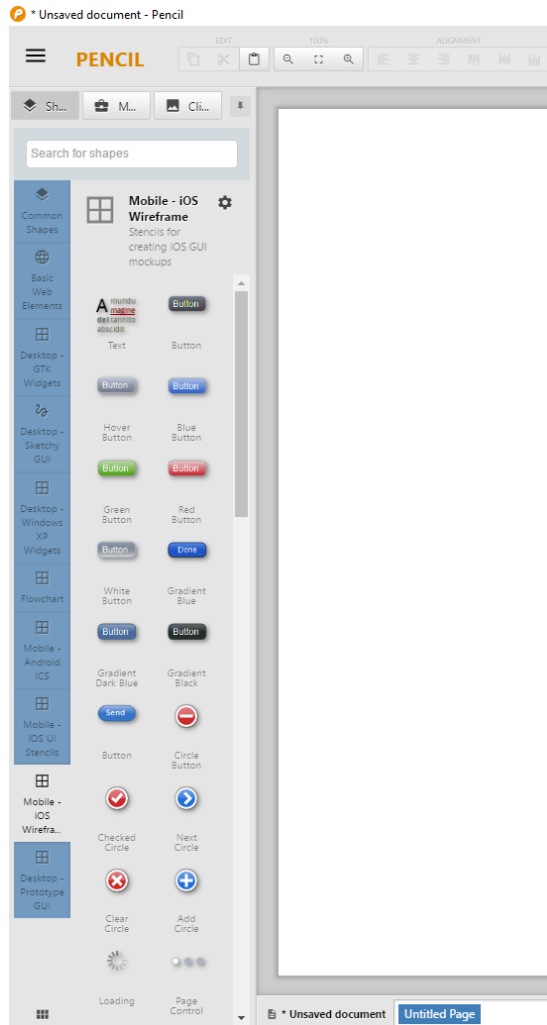 * Unsaved document - Pencil
EDIT
100%
ALIGNMENT
PENCIL
Sh...
M...
Cli...
Search for shapes
Common
Shapes
Basic
Web
Elements
Desktop -
GTK
Widgets
Desktop -
Sketchy
GUI
Desktop -
Windows
XP
Widgets
Flowchart
Mobile -
Android
ICS
Mobile -
iOS UI
Stencils
Mobile -
iOS
Wirefra...
Desktop -
Prototype
GUI
Mobile - iOS
Wireframe
Stencils for
creating iOS GUI
mockups
A mundu
magine
del tannito
abscidit
Text
Button
Button
Button
Hover
Button
Button
Blue
Button
Button
Green
Button
Button
Red
Button
Button
White
Button
Done
Gradient
Blue
Button
Gradient
Dark Blue
Button
Gradient
Black
Send
Button
Circle
Button
Checked
Circle
Next
Circle
Clear
Circle
Add
Circle
Loading
Page
Control
* Unsaved document
Untitled Page